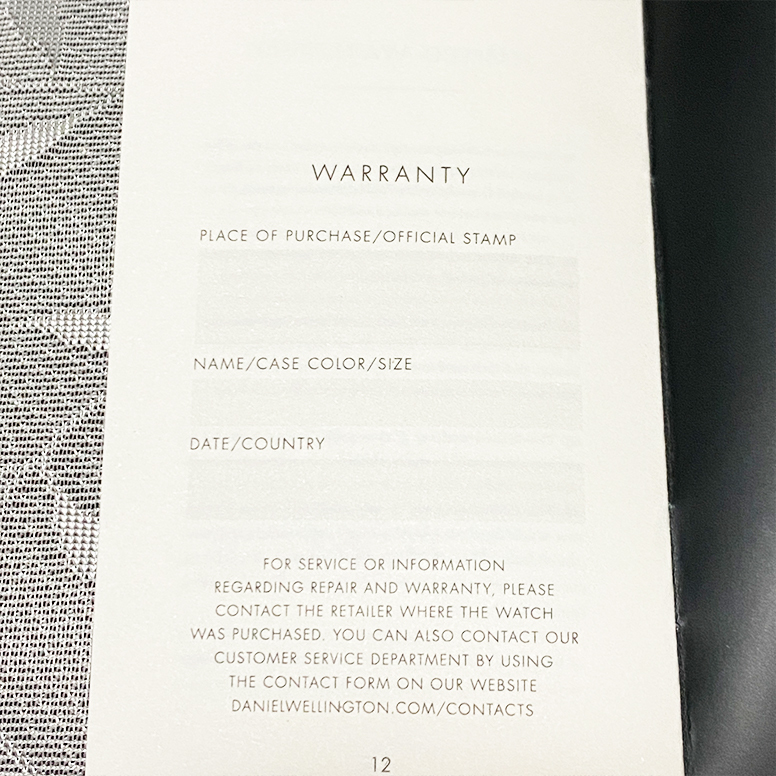 WARRANTY
PLACE OF PURCHASE/OFFICIAL STAMP
NAME/CASE COLOR/SIZE
DATE/COUNTRY
FOR SERVICE OR INFORMATION
REGARDING REPAIR AND WARRANTY, PLEASE
CONTACT THE RETAILER WHERE THE WATCH
WAS PURCHASED. YOU CAN ALSO CONTACT OUR
CUSTOMER SERVICE DEPARTMENT BY USING
THE CONTACT FORM ON OUR WEBSITE
DANIELWELLINGTON.COM/CONTACTS
12